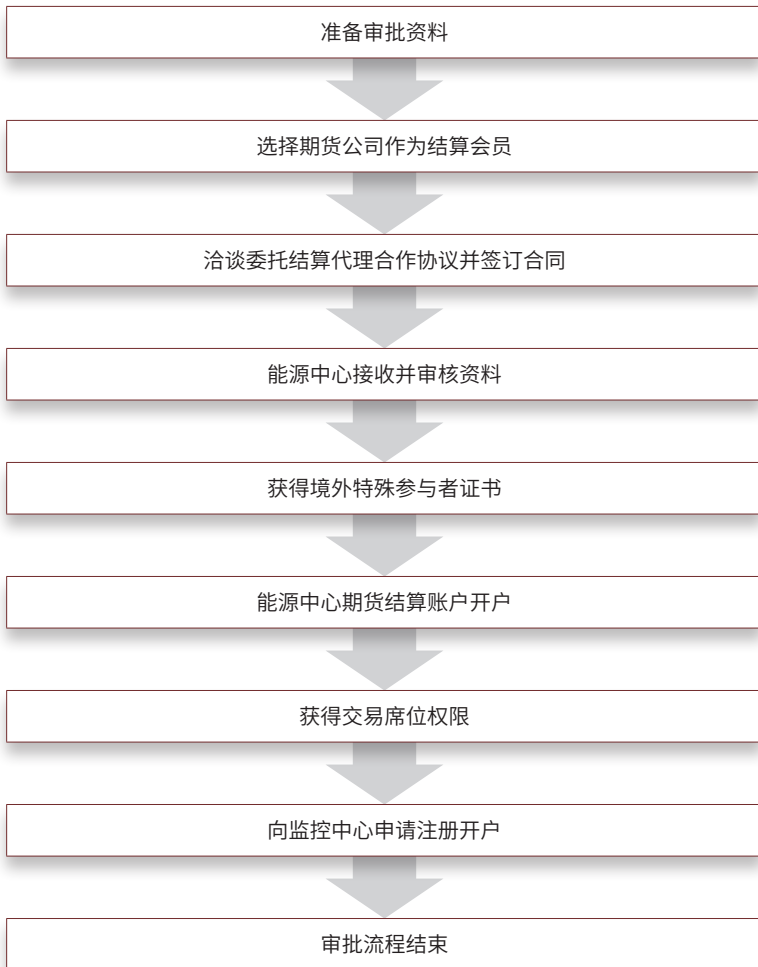 准备审批资料
选择期货公司作为结算会员
洽谈委托结算代理合作协议并签订合同
能源中心接收并审核资料
获得境外特殊参与者证书
能源中心期货结算账户开户
获得交易席位权限
向监控中心申请注册开户
审批流程结束